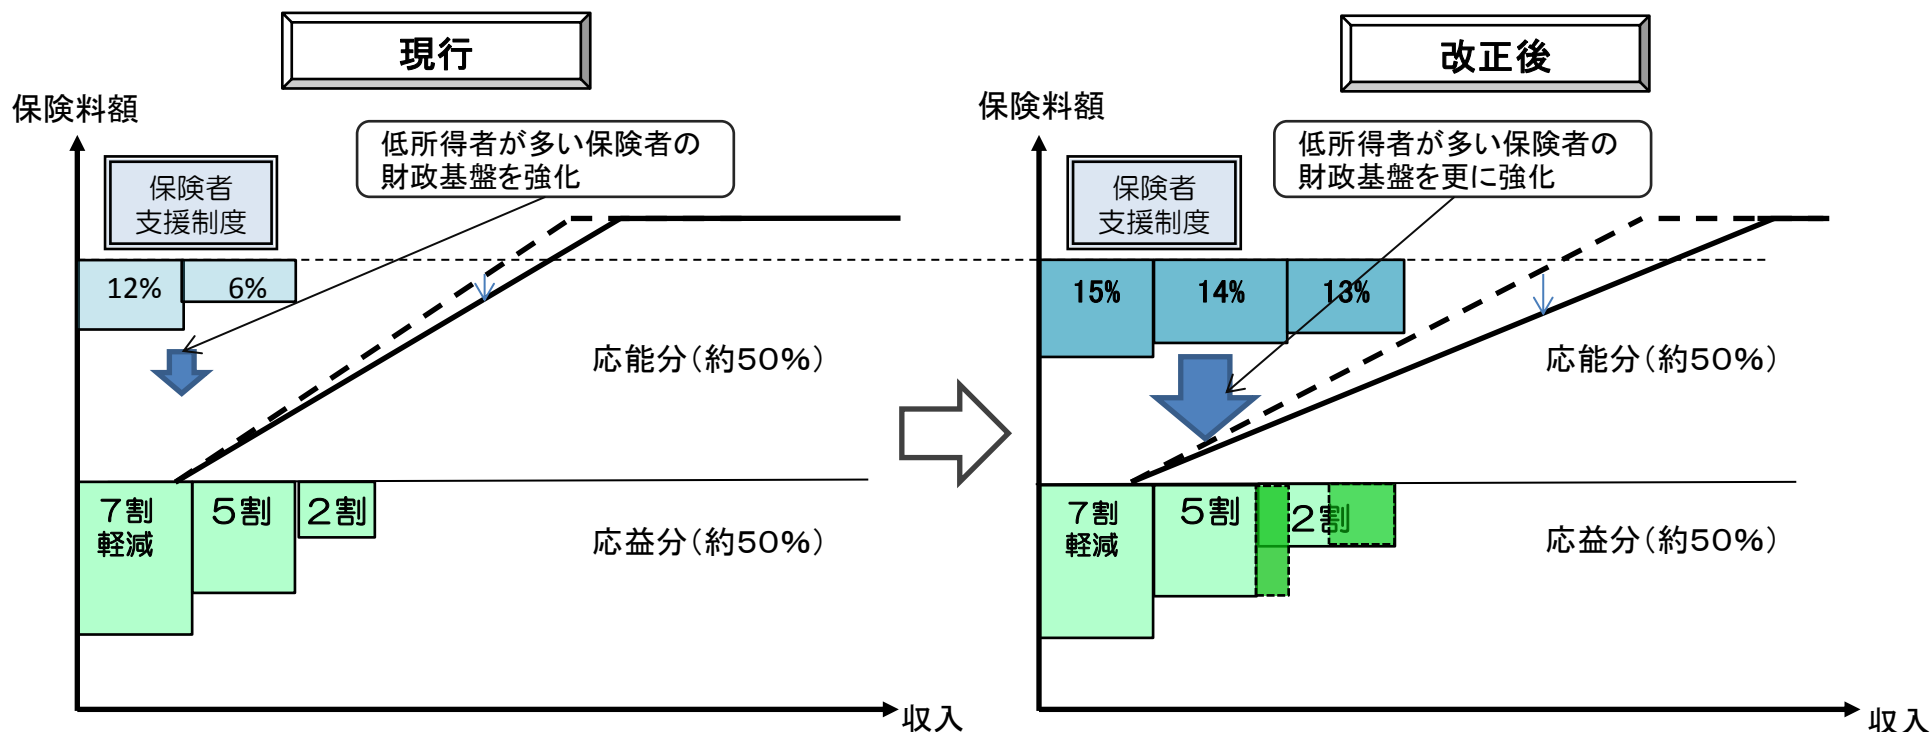 現行
保険料額
低所得者が多い保険者の
財政基盤を強化
保険者
支援制度
12%
6%
応能分(約50%)
7割
軽減
5割
2割
応益分(約50%)
収入
改正後
保険料額
低所得者が多い保険者の
財政基盤を更に強化
保険者
支援制度
15%
14%
13%
応能分(約50%)
7割
軽減
5割
2割
応益分(約50%)
収入